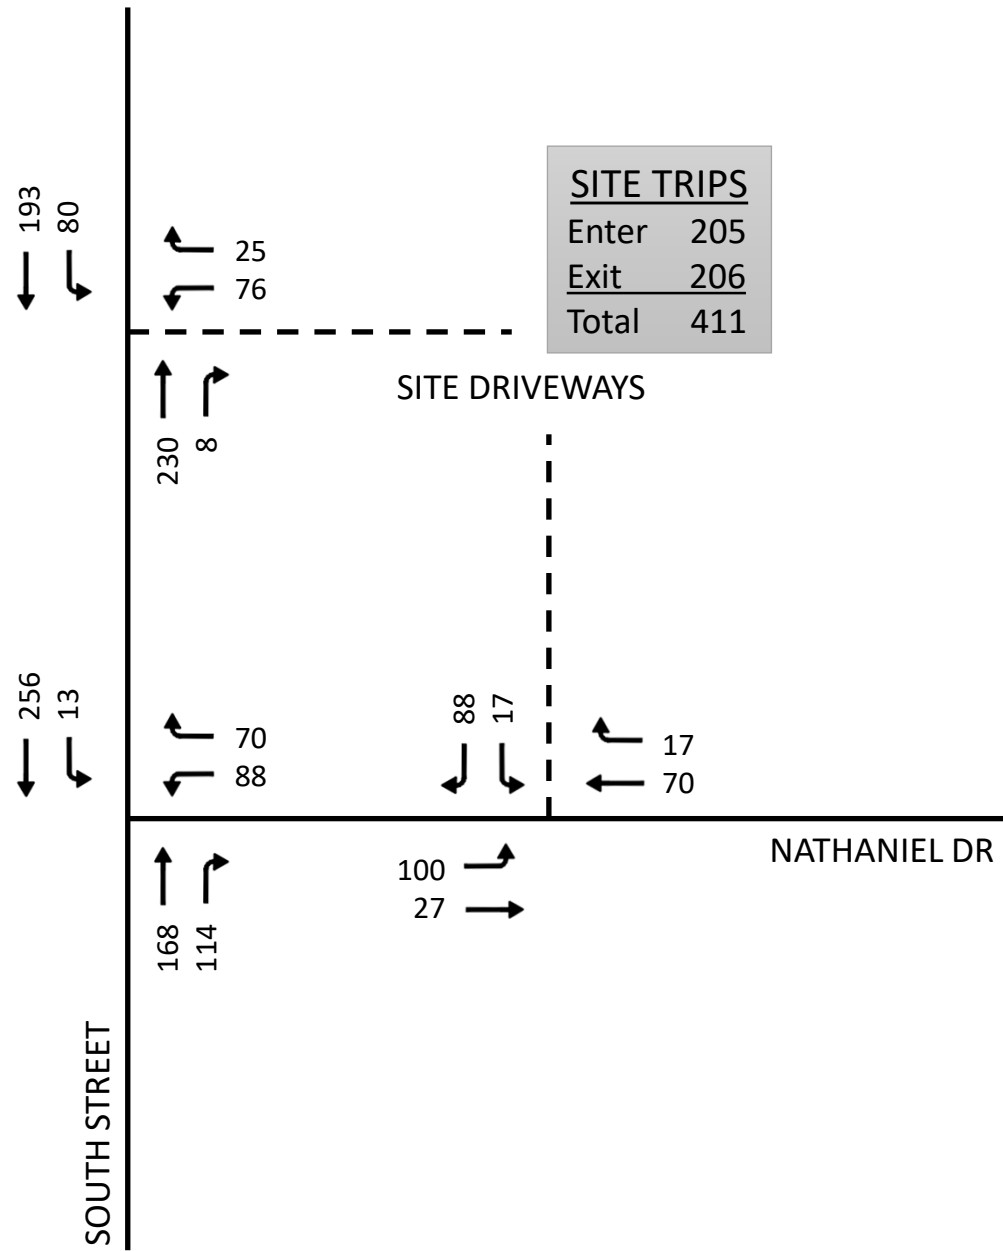 193
80
25
76
SITE TRIPS
Enter 205
Exit 206
Total 411
SITE DRIVEWAYS
230
8
256
13
70
88
88
17
17
70
NATHANIEL DR
100
27
168
114
SOUTH STREET